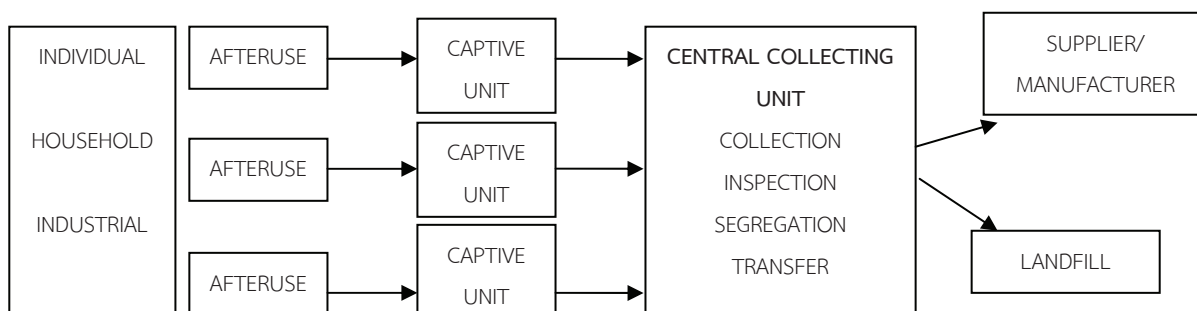 INDIVIDUAL
HOUSEHOLD
INDUSTRIAL
AFTERUSE
AFTERUSE
AFTERUSE
CAPTIVE
UNIT
CAPTIVE
UNIT
CAPTIVE
UNIT
CENTRAL COLLECTING
UNIT
COLLECTION
INSPECTION
SEGREGATION
TRANSFER
SUPPLIER/
MANUFACTURER
LANDFILL